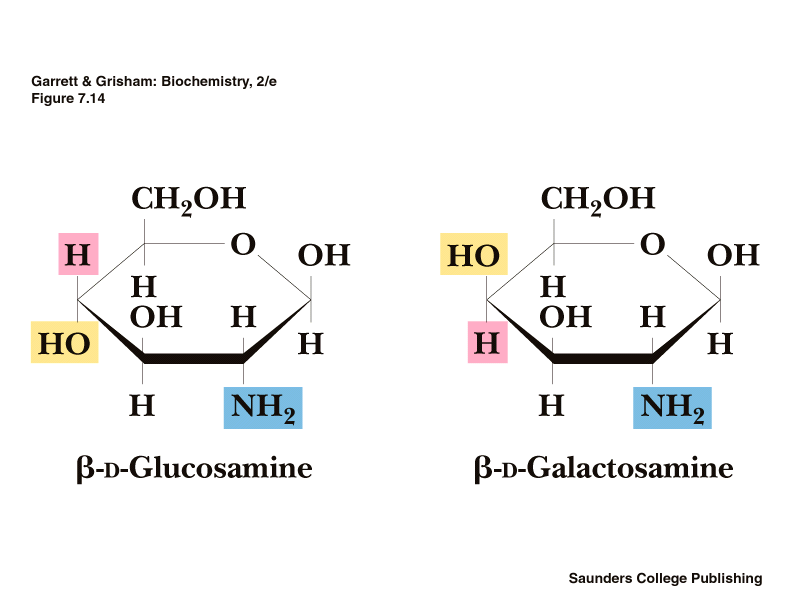 Garrett & Grisham: Biochemistry, 2/e
Figure 7.14
CH₂OH
H
O
OH
H
OH
H
HO
H
H
NH₂
β-D-Glucosamine
CH₂OH
HO
O
OH
H
OH
H
H
H
H
NH₂
β-D-Galactosamine
Saunders College Publishing